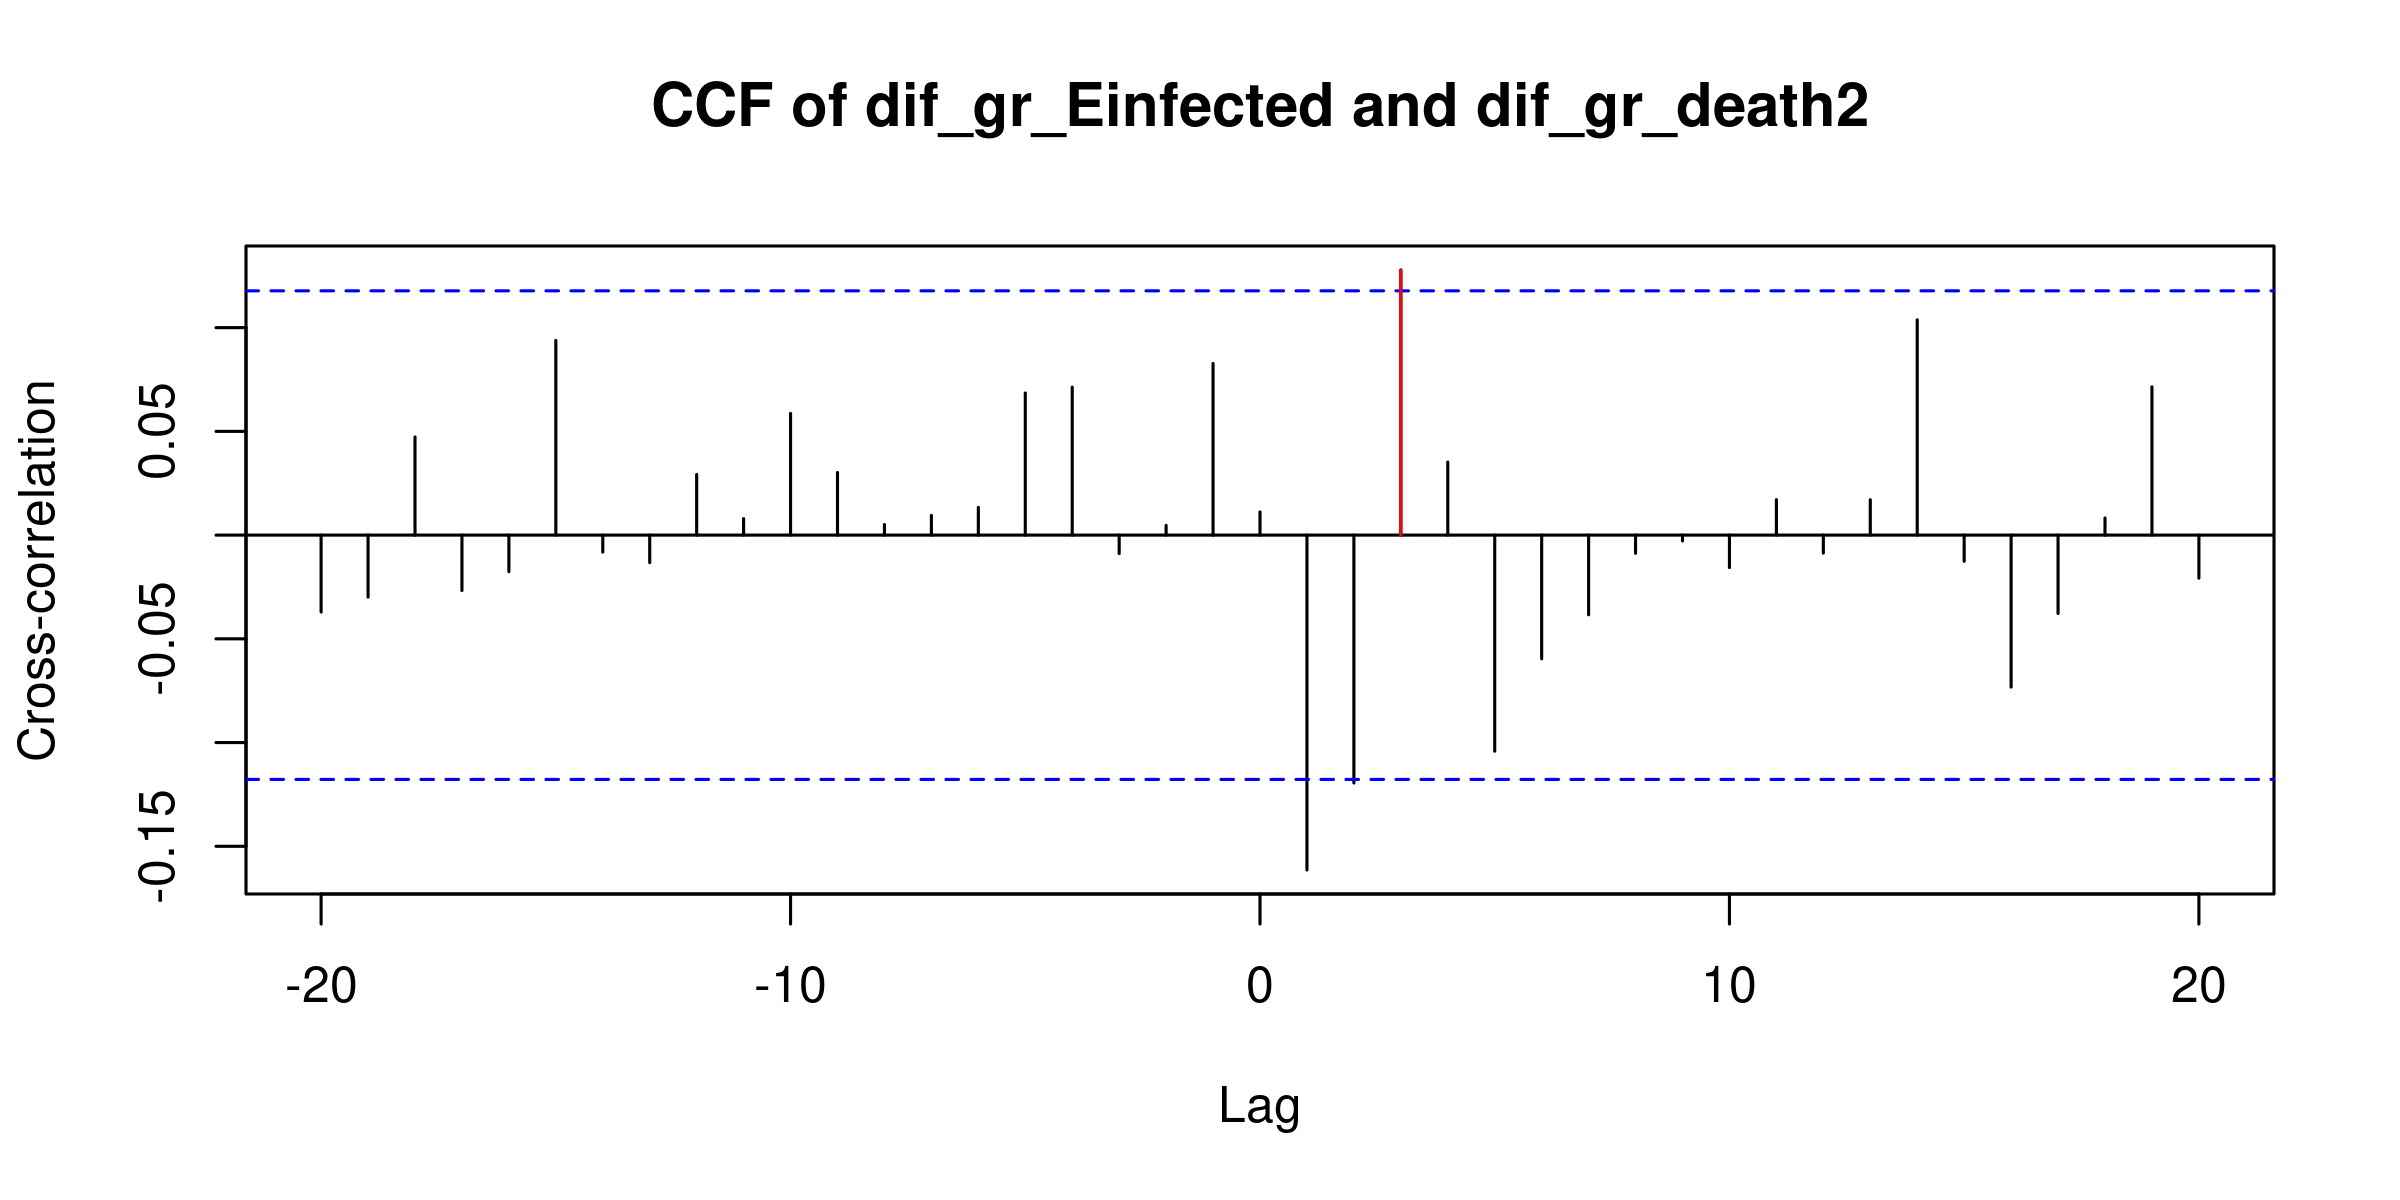 CCF of dif_gr_Einfected and dif_gr_death2
Cross-correlation
0.05
-0.05
-0.15
-20 -10 0 10 20
Lag